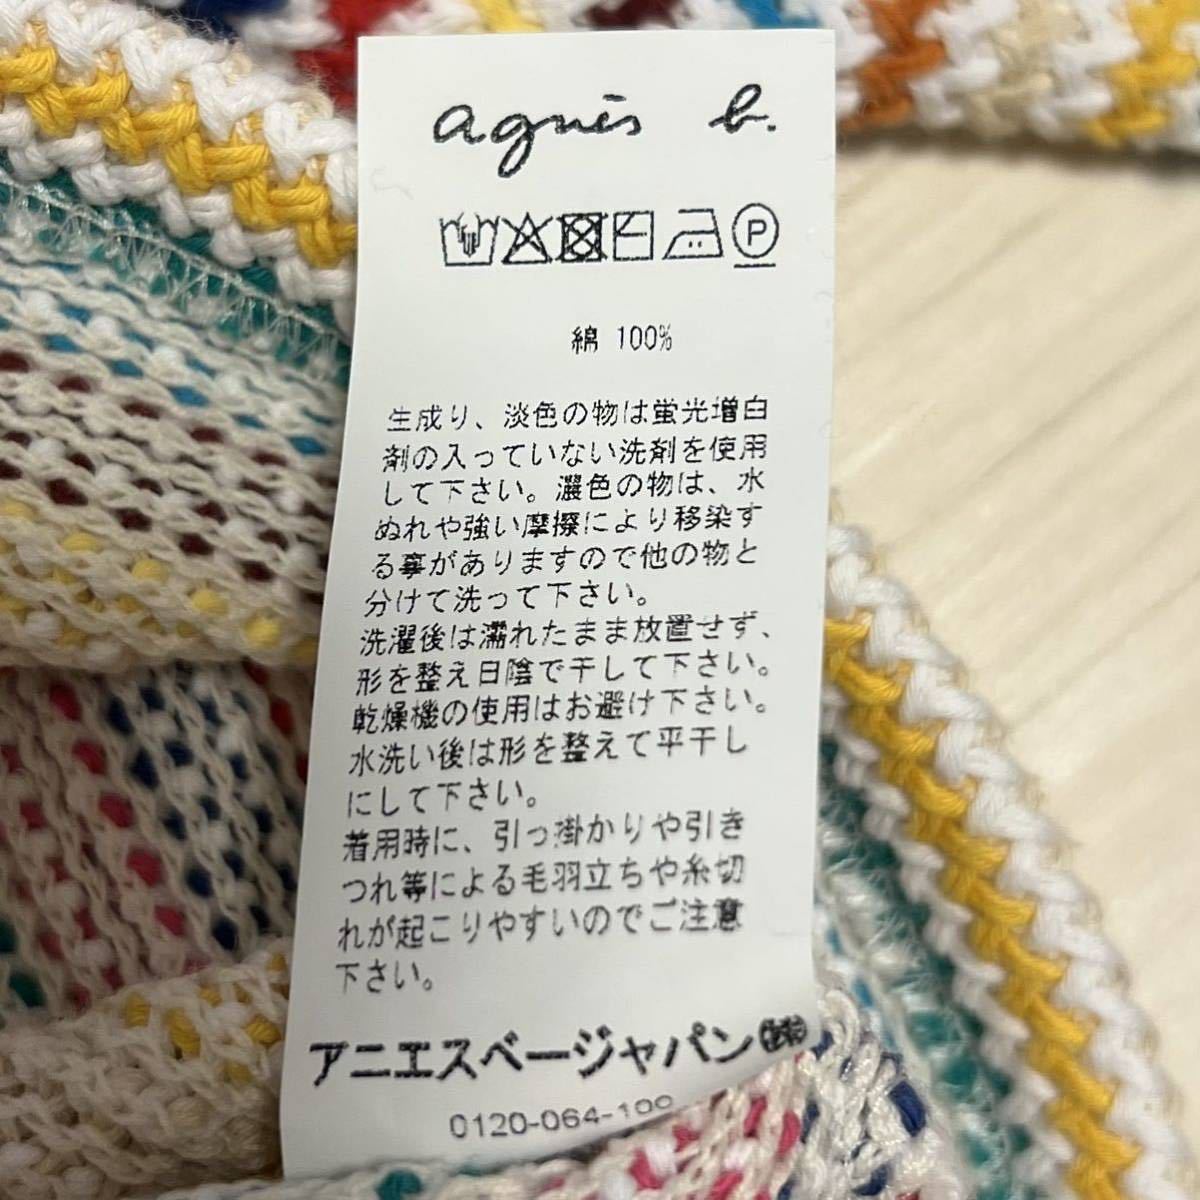 agnès b.
P
綿 100%
生成り、淡色の物は蛍光増白
剤の入っていない洗剤を使用
して下さい。濃色の物は、水
ぬれや強い摩擦により移染す
る事がありますので他の物と
分けて洗って下さい。
洗濯後は濡れたまま放置せず、
形を整え日陰で干して下さい。
乾燥機の使用はお避け下さい。
水洗い後は形を整えて平干し
にして下さい。
着用時に、引っ掛かりや引き
つれ等による毛羽立ちや糸切
れが起こりやすいのでご注意
下さい。
アニエスベージャパン㈱
0120-064-109